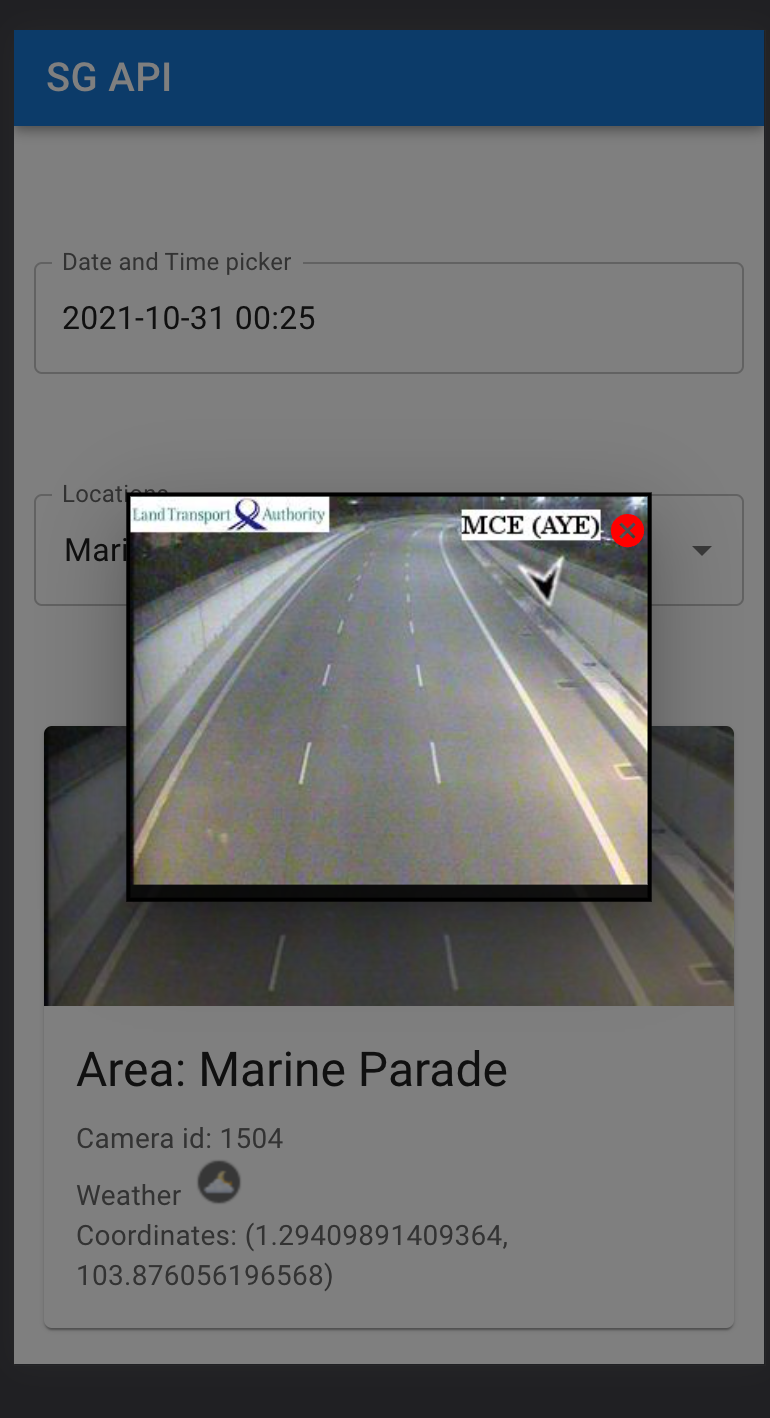 SG API
Date and Time picker
2021-10-31 00:25
Locations
Mari
Land Transport Authority
MCE (AYE)
Area: Marine Parade
Camera id: 1504
Weather
Coordinates: (1.29409891409364,
103.876056196568)